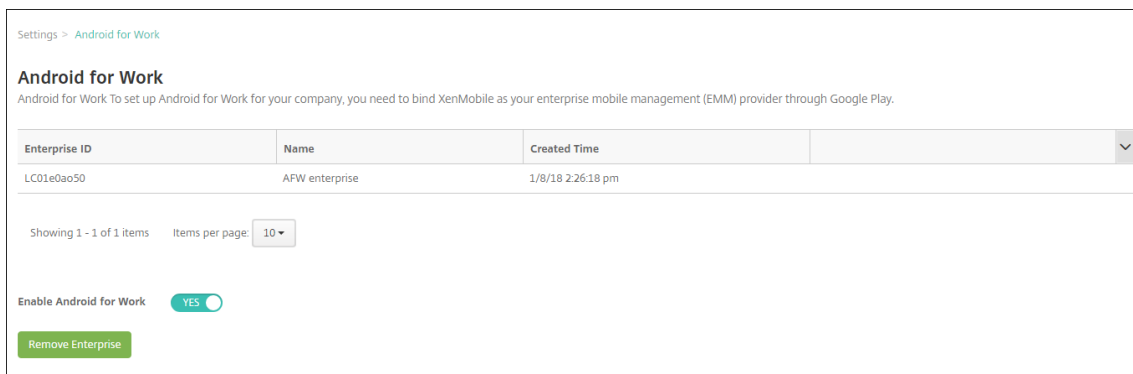 Settings > Android for Work
Android for Work
Android for Work To set up Android for Work for your company, you need to bind XenMobile as your enterprise mobile management (EMM) provider through Google Play.
Enterprise ID Name Created Time
LC01e0ao50 AFW enterprise 1/8/18 2:26:18 pm
Showing 1 - 1 of 1 items Items per page: 10
Enable Android for Work YES
Remove Enterprise